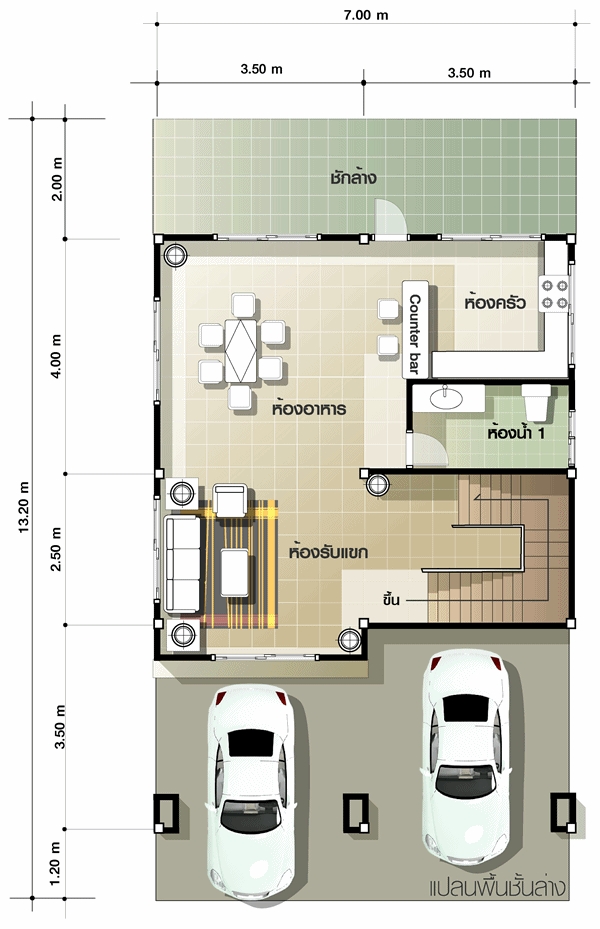 7.00 m
3.50 m
3.50 m
2.00 m
ซักล้าง
Counter bar
ห้องครัว
4.00 m
ห้องอาหาร
ห้องน้ำ 1
13.20 m
2.50 m
ห้องรับแขก
ขึ้น
3.50 m
1.20 m
แปลนพื้นชั้นล่าง